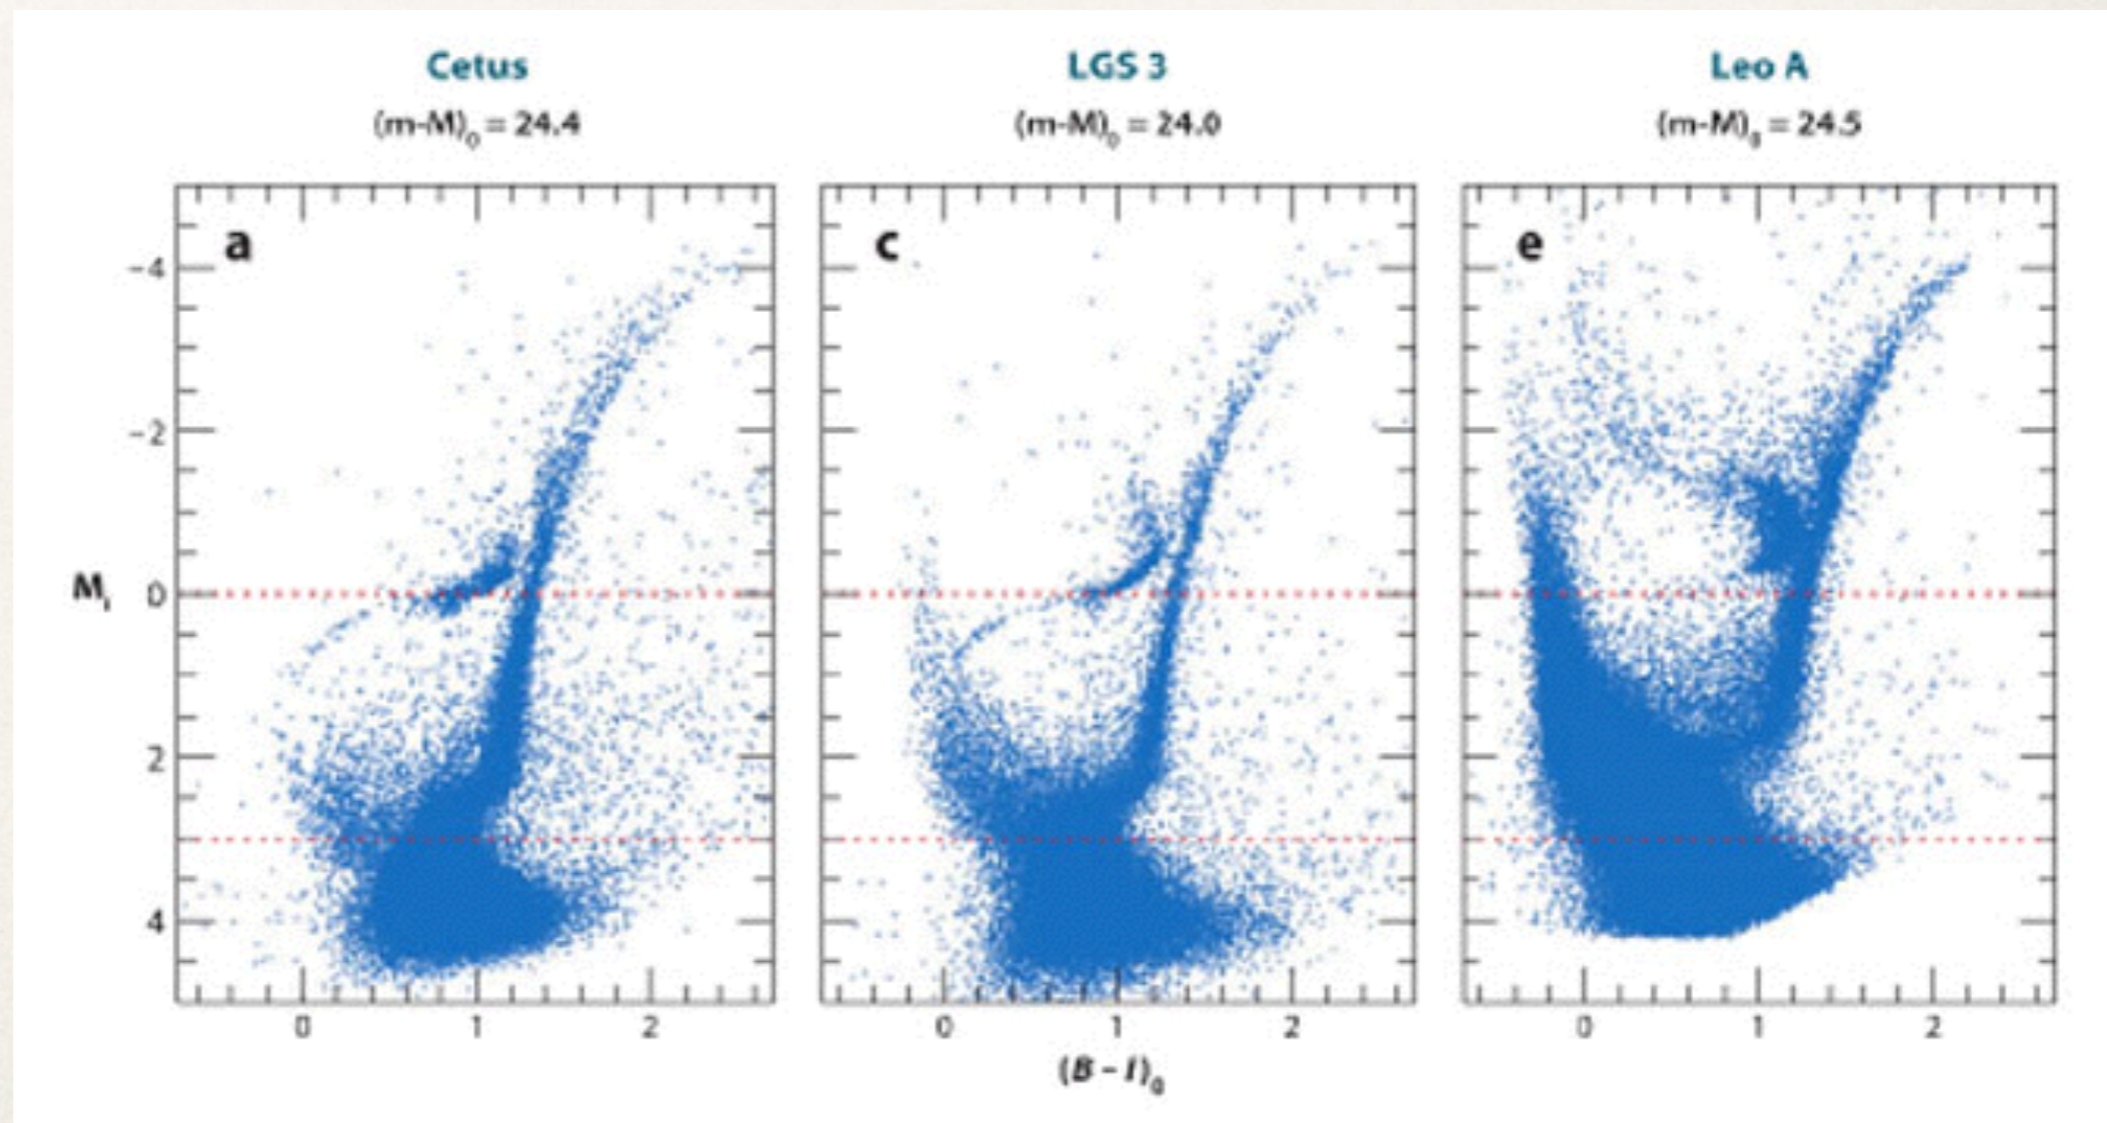 Cetus
(m-M)₀ = 24.4
LGS 3
(m-M)₀ = 24.0
Leo A
(m-M)₀ = 24.5
a
c
e
-4
-2
0
2
4
M_I
0 1 2
0 1 2
0 1 2
(B – I)₀